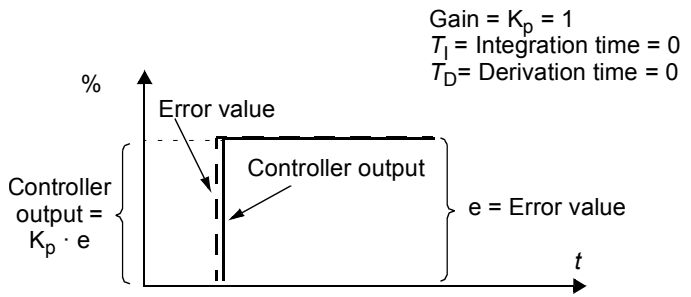 Gain = Kp = 1
TI = Integration time = 0
TD= Derivation time = 0
%
Error value
Controller output
Controller
output =
Kp · e
e = Error value
t